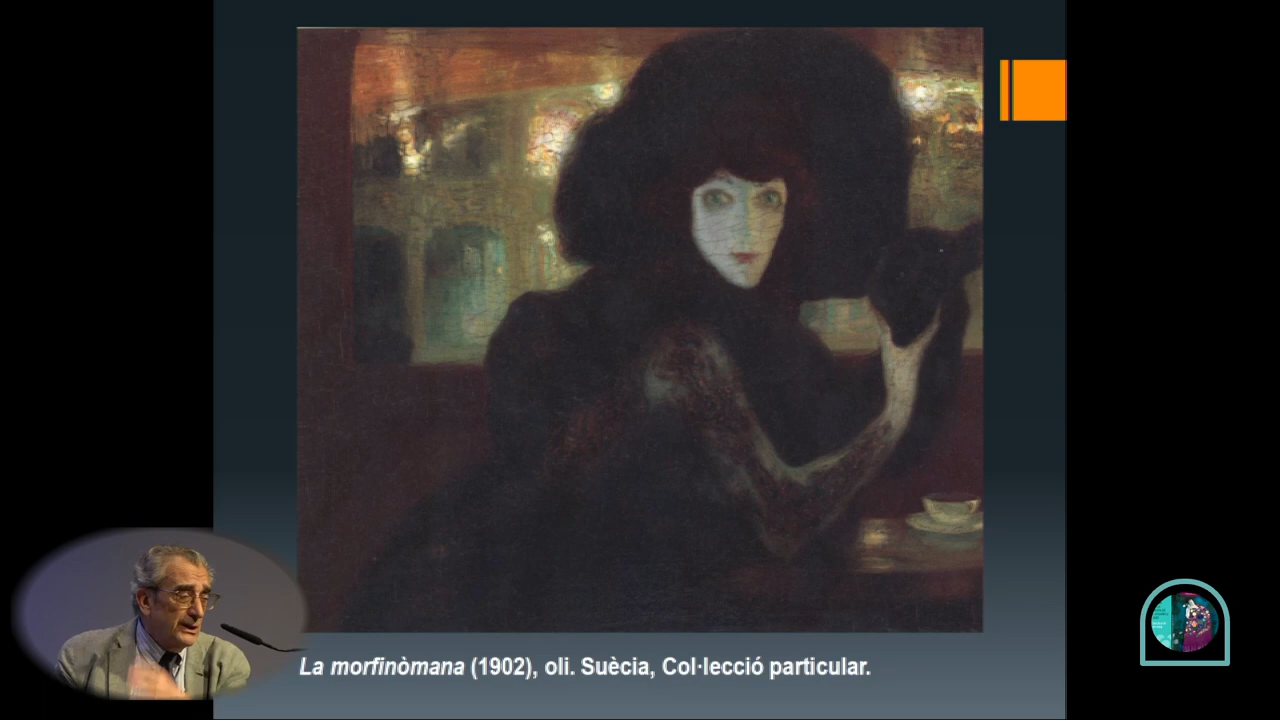 La morfinòmana (1902), oli. Suècia, Col·lecció particular.